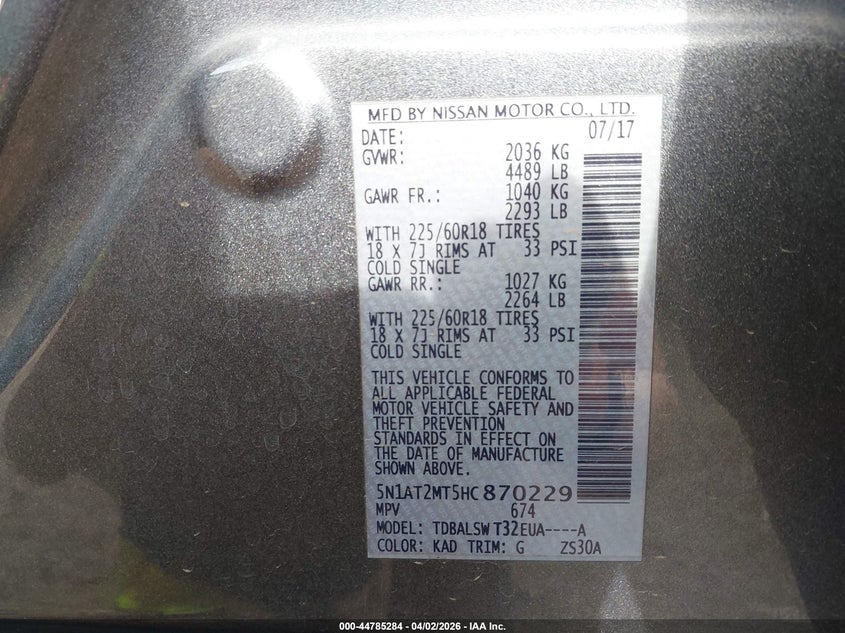 MFD BY NISSAN MOTOR CO., LTD.
DATE: 07/17
GVWR: 2036 KG
4489 LB
GAWR FR.: 1040 KG
2293 LB
WITH 225/60R18 TIRES
18 X 7J RIMS AT 33 PSI
COLD SINGLE
GAWR RR.: 1027 KG
2264 LB
WITH 225/60R18 TIRES
18 X 7J RIMS AT 33 PSI
COLD SINGLE
THIS VEHICLE CONFORMS TO
ALL APPLICABLE FEDERAL
MOTOR VEHICLE SAFETY AND
THEFT PREVENTION
STANDARDS IN EFFECT ON
THE DATE OF MANUFACTURE
SHOWN ABOVE.
5N1AT2MT5HC870229
MPV 674
MODEL: TDBALSWT32EUA----A
COLOR: KAD TRIM: G ZS30A
000-44785284 - 04/02/2026 - IAA Inc.